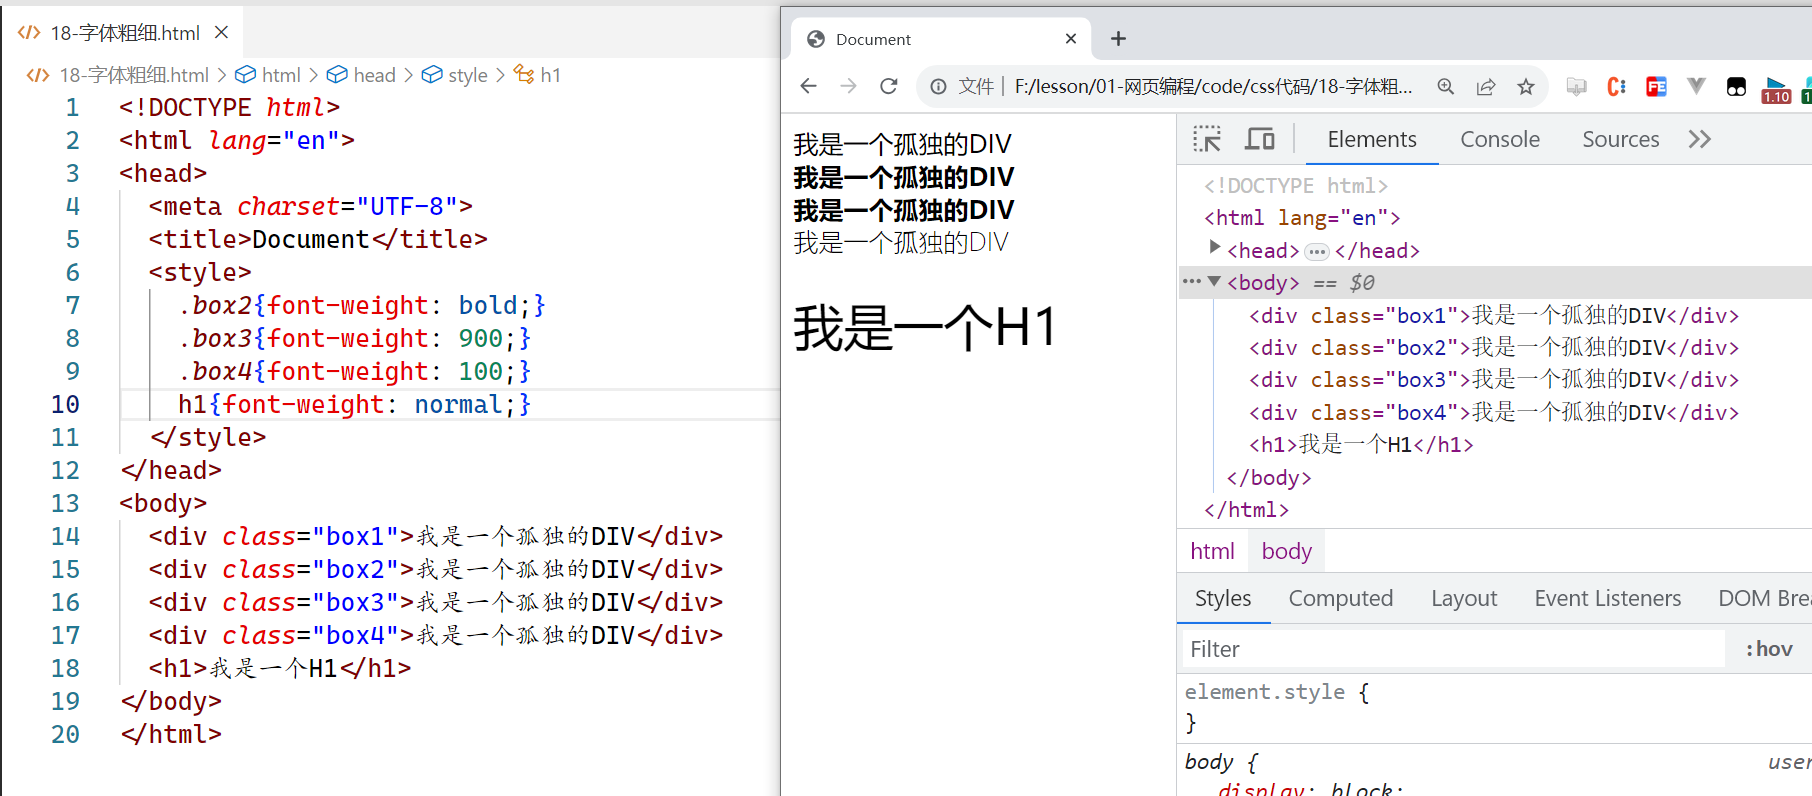 18-字体粗细.html
18-字体粗细.html > html > head > style > h1
1 <!DOCTYPE html>
2 <html lang="en">
3 <head>
4 <meta charset="UTF-8">
5 <title>Document</title>
6 <style>
7 .box2{font-weight: bold;}
8 .box3{font-weight: 900;}
9 .box4{font-weight: 100;}
10 h1{font-weight: normal;}
11 </style>
12 </head>
13 <body>
14 <div class="box1">我是一个孤独的DIV</div>
15 <div class="box2">我是一个孤独的DIV</div>
16 <div class="box3">我是一个孤独的DIV</div>
17 <div class="box4">我是一个孤独的DIV</div>
18 <h1>我是一个H1</h1>
19 </body>
20 </html>
Document
文件 | F:/lesson/01-网页编程/code/css代码/18-字体粗...
C:
FE
1.10
1
我是一个孤独的DIV
我是一个孤独的DIV
我是一个孤独的DIV
我是一个孤独的DIV
我是一个H1
Elements Console Sources
<!DOCTYPE html>
<html lang="en">
<head>…</head>
<body> == $0
<div class="box1">我是一个孤独的DIV</div>
<div class="box2">我是一个孤独的DIV</div>
<div class="box3">我是一个孤独的DIV</div>
<div class="box4">我是一个孤独的DIV</div>
<h1>我是一个H1</h1>
</body>
</html>
html body
Styles Computed Layout Event Listeners DOM Brea
Filter :hov
element.style {
}
body { user
display: block;